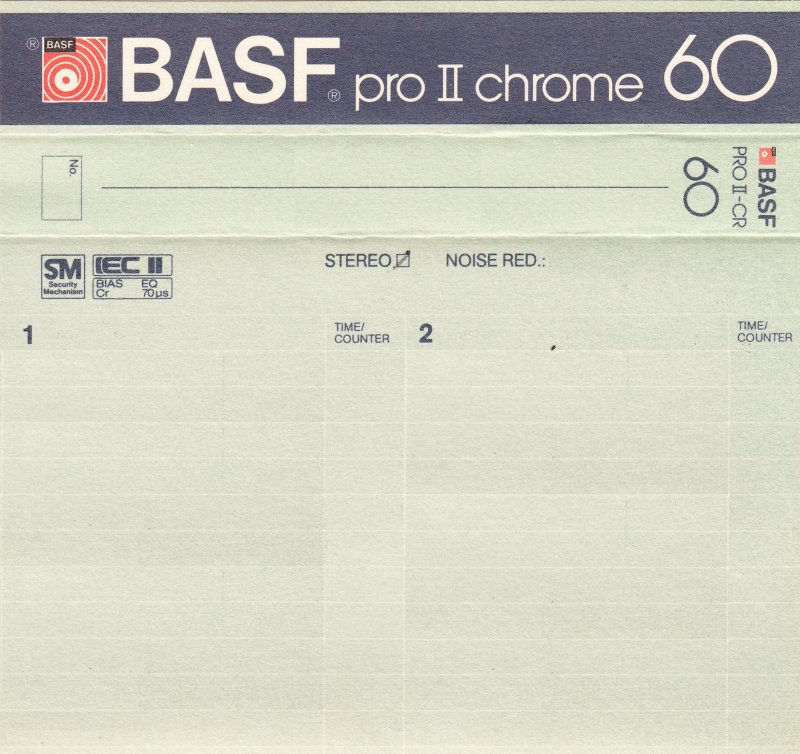 ® BASF BASF® pro II chrome 60
No.
60
PRO II-CR
BASF
SM
Security
Mechanism
IEC II
BIAS EQ
Cr 70µs
STEREO NOISE RED.:
1 TIME/
COUNTER
2 TIME/
COUNTER